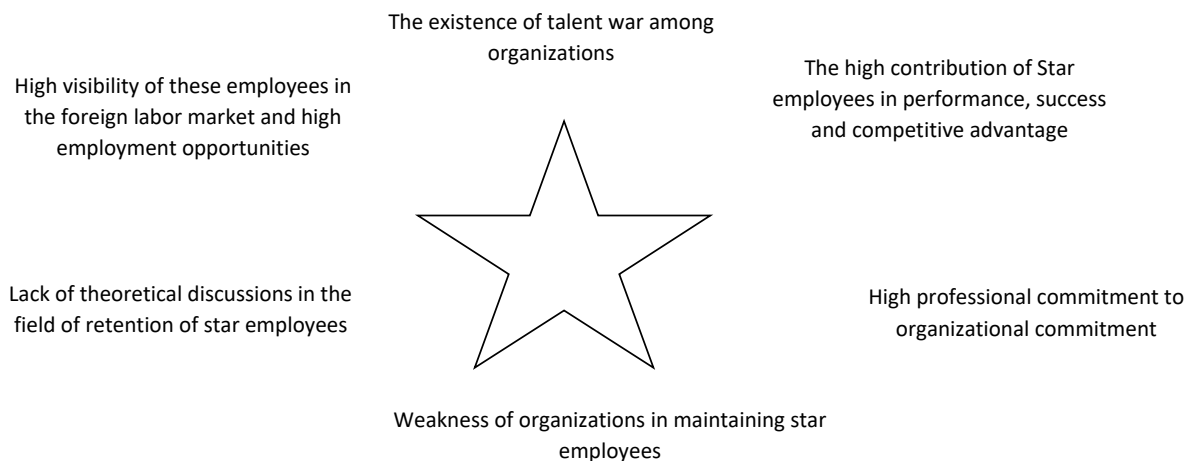 The existence of talent war among
organizations
High visibility of these employees in
the foreign labor market and high
employment opportunities
The high contribution of Star
employees in performance, success
and competitive advantage
Lack of theoretical discussions in the
field of retention of star employees
High professional commitment to
organizational commitment
Weakness of organizations in maintaining star
employees